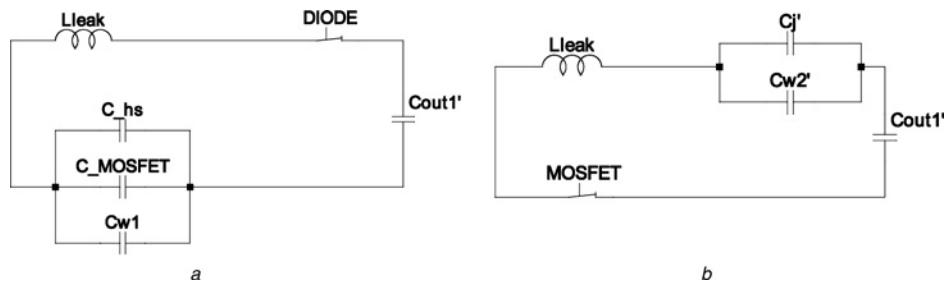 Lleak
DIODE
Cout1'
C_hs
C_MOSFET
Cw1
a
Lleak
Cj'
Cw2'
Cout1'
MOSFET
b